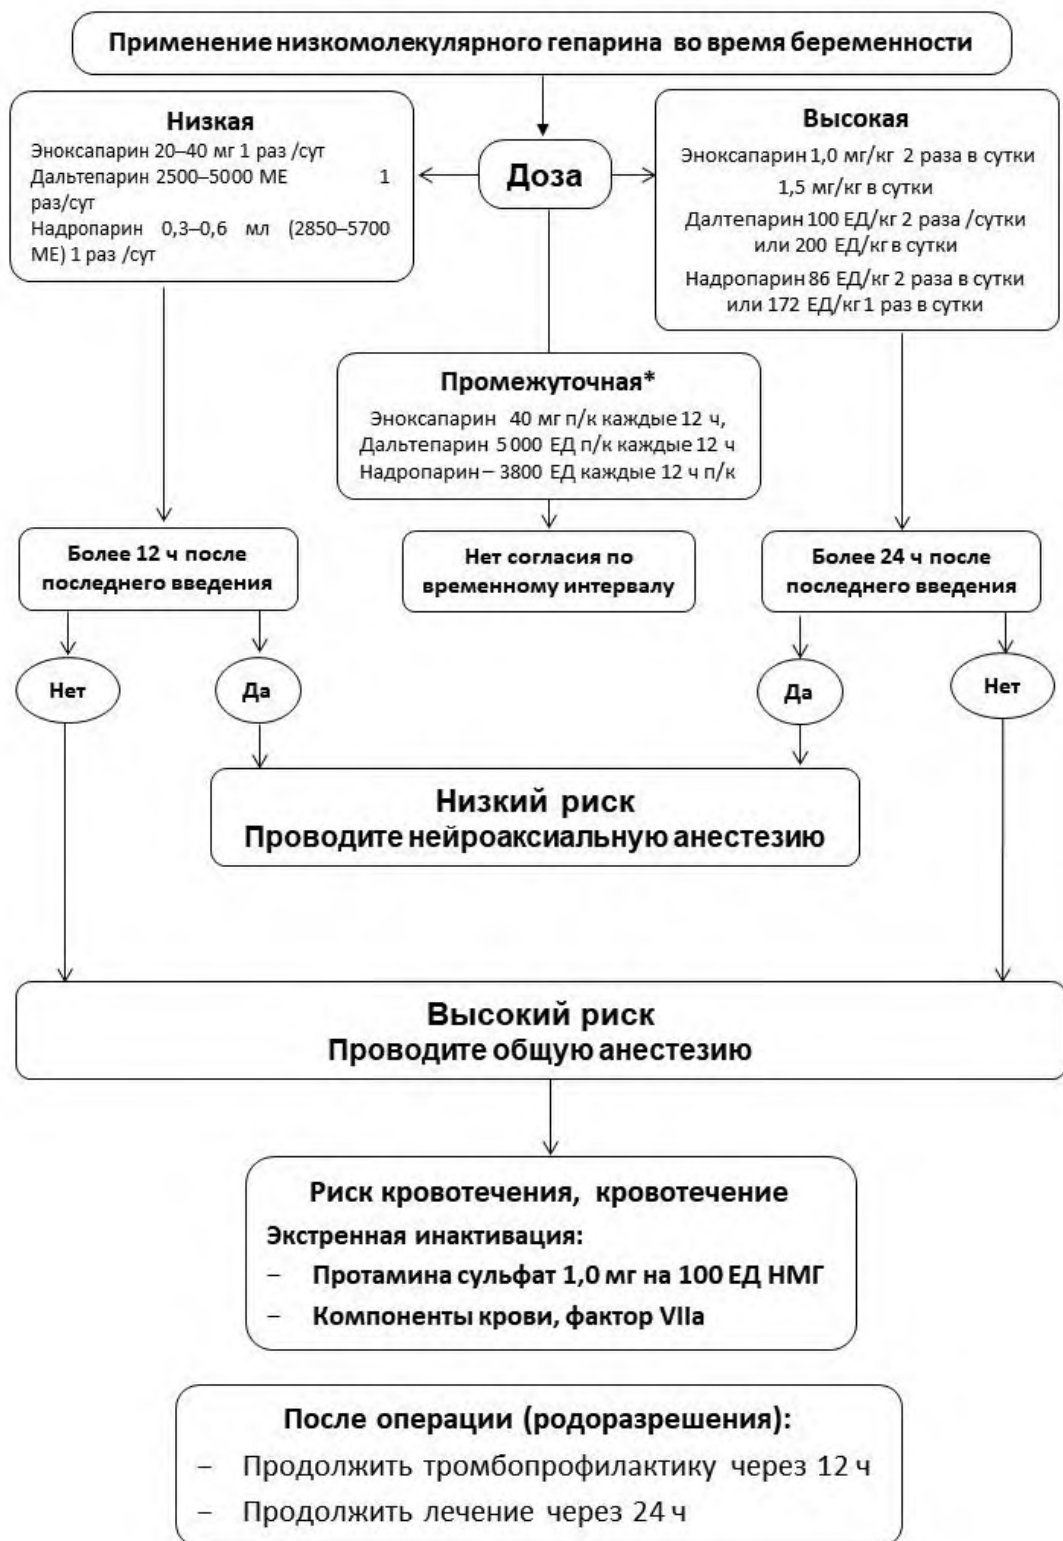 Применение низкомолекулярного гепарина во время беременности
Низкая
Эноксапарин 20–40 мг 1 раз /сут
Дальтепарин 2500–5000 МЕ 1
раз/сут
Надропарин 0,3–0,6 мл (2850–5700
МЕ) 1 раз /сут
Доза
Высокая
Эноксапарин 1,0 мг/кг 2 раза в сутки
1,5 мг/кг в сутки
Далтепарин 100 ЕД/кг 2 раза /сутки
или 200 ЕД/кг в сутки
Надропарин 86 ЕД/кг 2 раза в сутки
или 172 ЕД/кг 1 раз в сутки
Промежуточная*
Эноксапарин 40 мг п/к каждые 12 ч,
Дальтепарин 5 000 ЕД п/к каждые 12 ч
Надропарин – 3800 ЕД каждые 12 ч п/к
Более 12 ч после
последнего введения
Нет согласия по
временному интервалу
Более 24 ч после
последнего введения
Нет
Да
Да
Нет
Низкий риск
Проводите нейроаксиальную анестезию
Высокий риск
Проводите общую анестезию
Риск кровотечения, кровотечение
Экстренная инактивация:
– Протамина сульфат 1,0 мг на 100 ЕД НМГ
– Компоненты крови, фактор VIIa
После операции (родоразрешения):
– Продолжить тромбопрофилактику через 12 ч
– Продолжить лечение через 24 ч